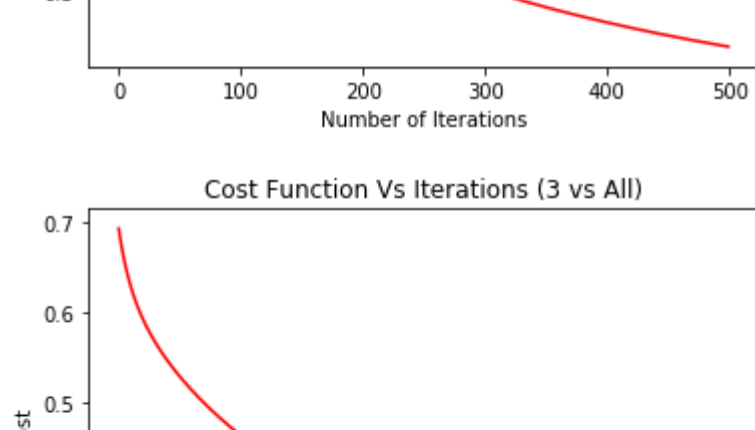 0 100 200 300 400 500
Number of Iterations
Cost Function Vs Iterations (3 vs All)
0.7
0.6
0.5